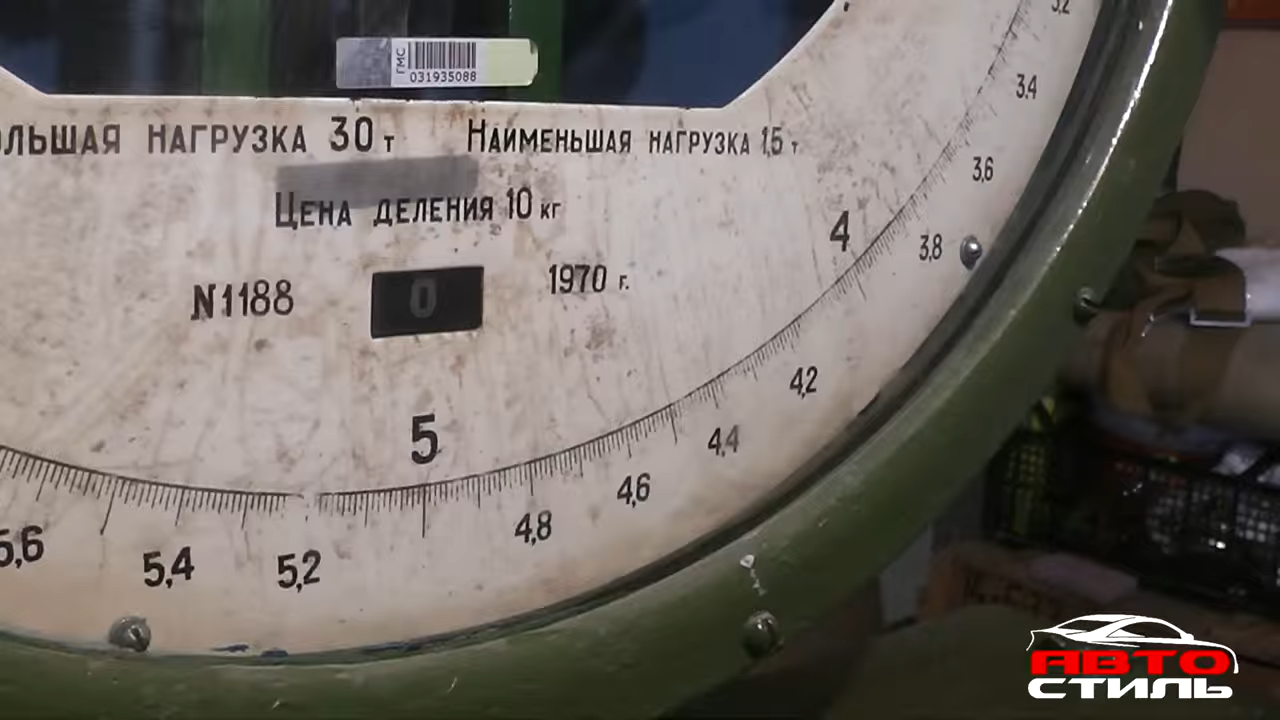 ГМС
031935088
ОЛЬШАЯ НАГРУЗКА 30 т
НАИМЕНЬШАЯ НАГРУЗКА 1,5 т
ЦЕНА ДЕЛЕНИЯ 10 кг
N1188
0
1970 г.
3,2
3,4
3,6
3,8
4
4,2
4,4
4,6
4,8
5
5,2
5,4
5,6
АВТО
СТИЛЬ